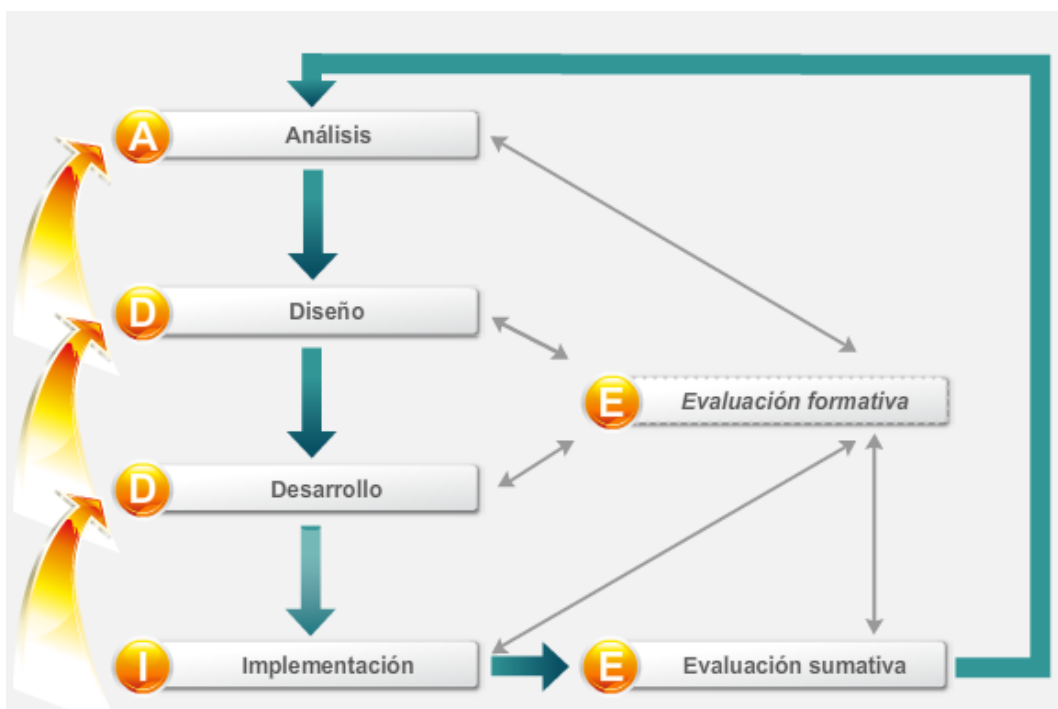 A Análisis
D Diseño
E Evaluación formativa
D Desarrollo
I Implementación
E Evaluación sumativa